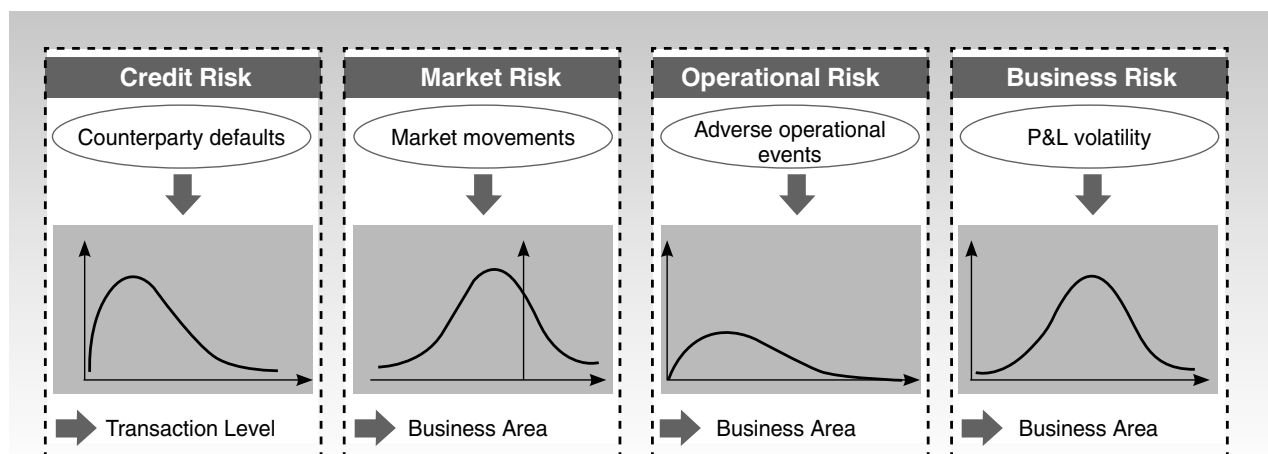 Credit Risk
Counterparty defaults
Transaction Level
Market Risk
Market movements
Business Area
Operational Risk
Adverse operational
events
Business Area
Business Risk
P&L volatility
Business Area